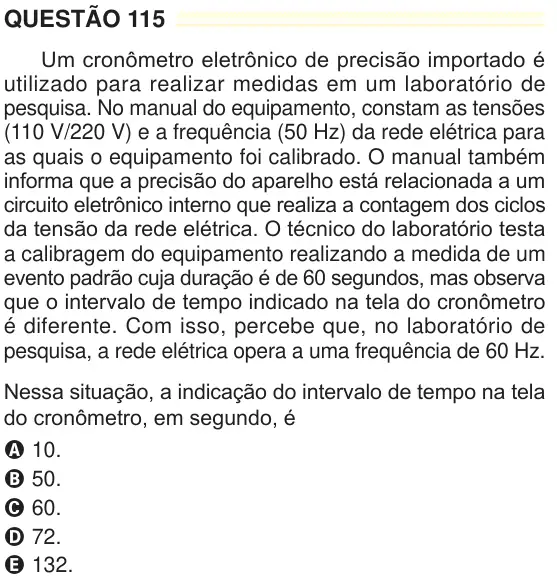 QUESTÃO 115
Um cronômetro eletrônico de precisão importado é
utilizado para realizar medidas em um laboratório de
pesquisa. No manual do equipamento, constam as tensões
(110 V/220 V) e a frequência (50 Hz) da rede elétrica para
as quais o equipamento foi calibrado. O manual também
informa que a precisão do aparelho está relacionada a um
circuito eletrônico interno que realiza a contagem dos ciclos
da tensão da rede elétrica. O técnico do laboratório testa
a calibragem do equipamento realizando a medida de um
evento padrão cuja duração é de 60 segundos, mas observa
que o intervalo de tempo indicado na tela do cronômetro
é diferente. Com isso, percebe que, no laboratório de
pesquisa, a rede elétrica opera a uma frequência de 60 Hz.
Nessa situação, a indicação do intervalo de tempo na tela
do cronômetro, em segundo, é
A 10.
B 50.
C 60.
D 72.
E 132.